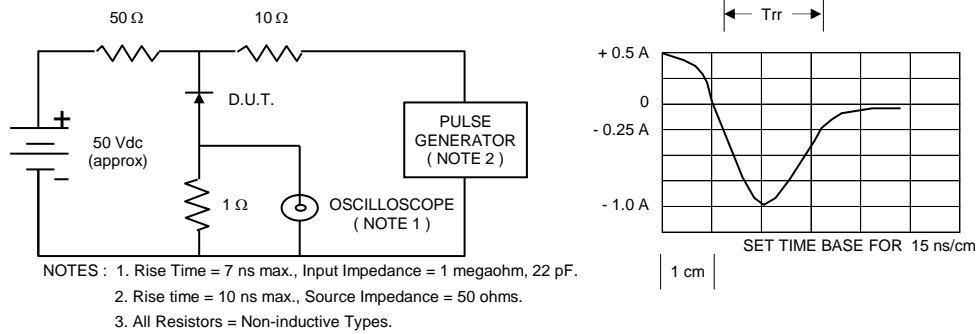 50 Ω
10 Ω
D.U.T.
+
50 Vdc
(approx)
−
1 Ω
OSCILLOSCOPE
( NOTE 1 )
PULSE
GENERATOR
( NOTE 2 )
Trr
+ 0.5 A
0
- 0.25 A
- 1.0 A
SET TIME BASE FOR 15 ns/cm
1 cm
NOTES : 1. Rise Time = 7 ns max., Input Impedance = 1 megaohm, 22 pF.
2. Rise time = 10 ns max., Source Impedance = 50 ohms.
3. All Resistors = Non-inductive Types.